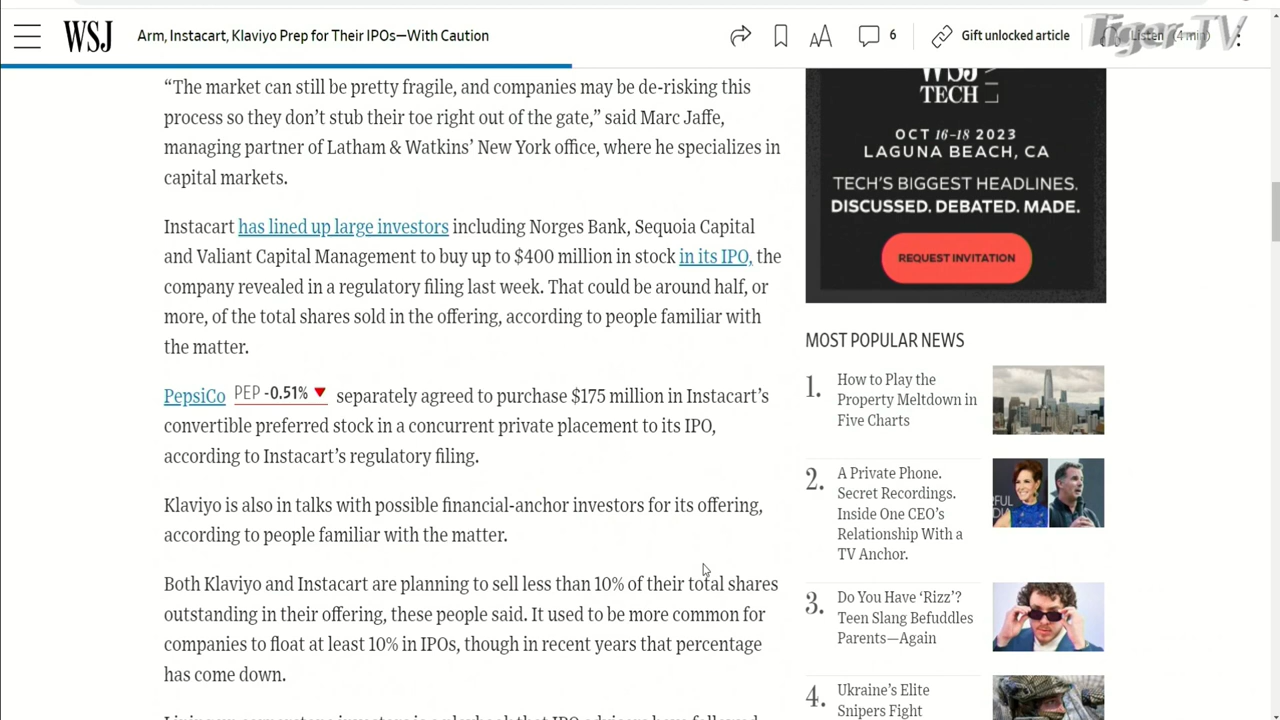 WSJ
Arm, Instacart, Klaviyo Prep for Their IPOs—With Caution
6
Gift unlocked article
Listen (4 min)
Tiger TV
“The market can still be pretty fragile, and companies may be de-risking this
process so they don’t stub their toe right out of the gate,” said Marc Jaffe,
managing partner of Latham & Watkins’ New York office, where he specializes in
capital markets.
Instacart has lined up large investors including Norges Bank, Sequoia Capital
and Valiant Capital Management to buy up to $400 million in stock in its IPO, the
company revealed in a regulatory filing last week. That could be around half, or
more, of the total shares sold in the offering, according to people familiar with
the matter.
PepsiCo PEP -0.51% separately agreed to purchase $175 million in Instacart’s
convertible preferred stock in a concurrent private placement to its IPO,
according to Instacart’s regulatory filing.
Klaviyo is also in talks with possible financial-anchor investors for its offering,
according to people familiar with the matter.
Both Klaviyo and Instacart are planning to sell less than 10% of their total shares
outstanding in their offering, these people said. It used to be more common for
companies to float at least 10% in IPOs, though in recent years that percentage
has come down.
WSJ
TECH
OCT 16–18 2023
LAGUNA BEACH, CA
TECH’S BIGGEST HEADLINES.
DISCUSSED. DEBATED. MADE.
REQUEST INVITATION
MOST POPULAR NEWS
1. How to Play the
Property Meltdown in
Five Charts
2. A Private Phone.
Secret Recordings.
Inside One CEO’s
Relationship With a
TV Anchor.
3. Do You Have ‘Rizz’?
Teen Slang Befuddles
Parents—Again
4. Ukraine’s Elite
Snipers Fight